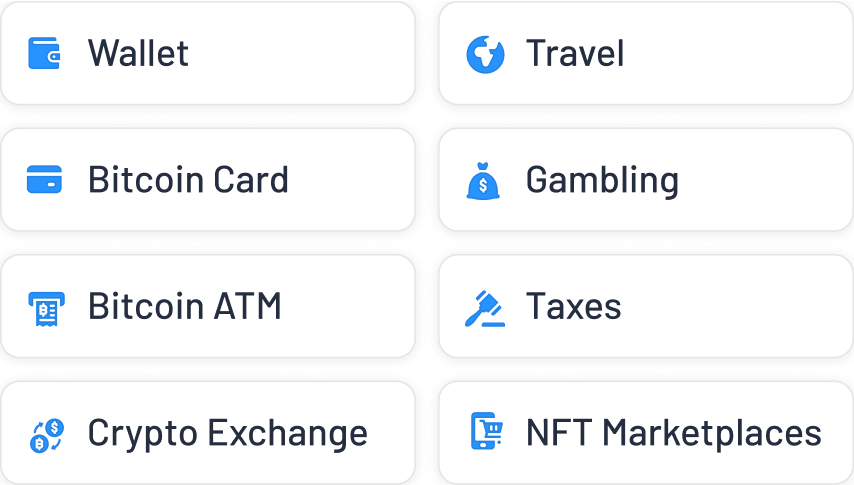 Wallet
Travel
Bitcoin Card
Gambling
Bitcoin ATM
Taxes
Crypto Exchange
NFT Marketplaces